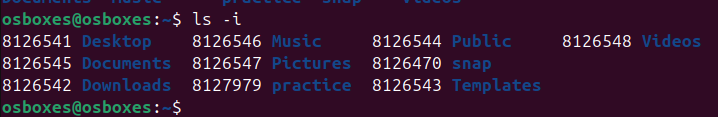 osboxes@osboxes:~$ ls -i
8126541 Desktop 8126546 Music 8126544 Public 8126548 Videos
8126545 Documents 8126547 Pictures 8126470 snap
8126542 Downloads 8127979 practice 8126543 Templates
osboxes@osboxes:~$